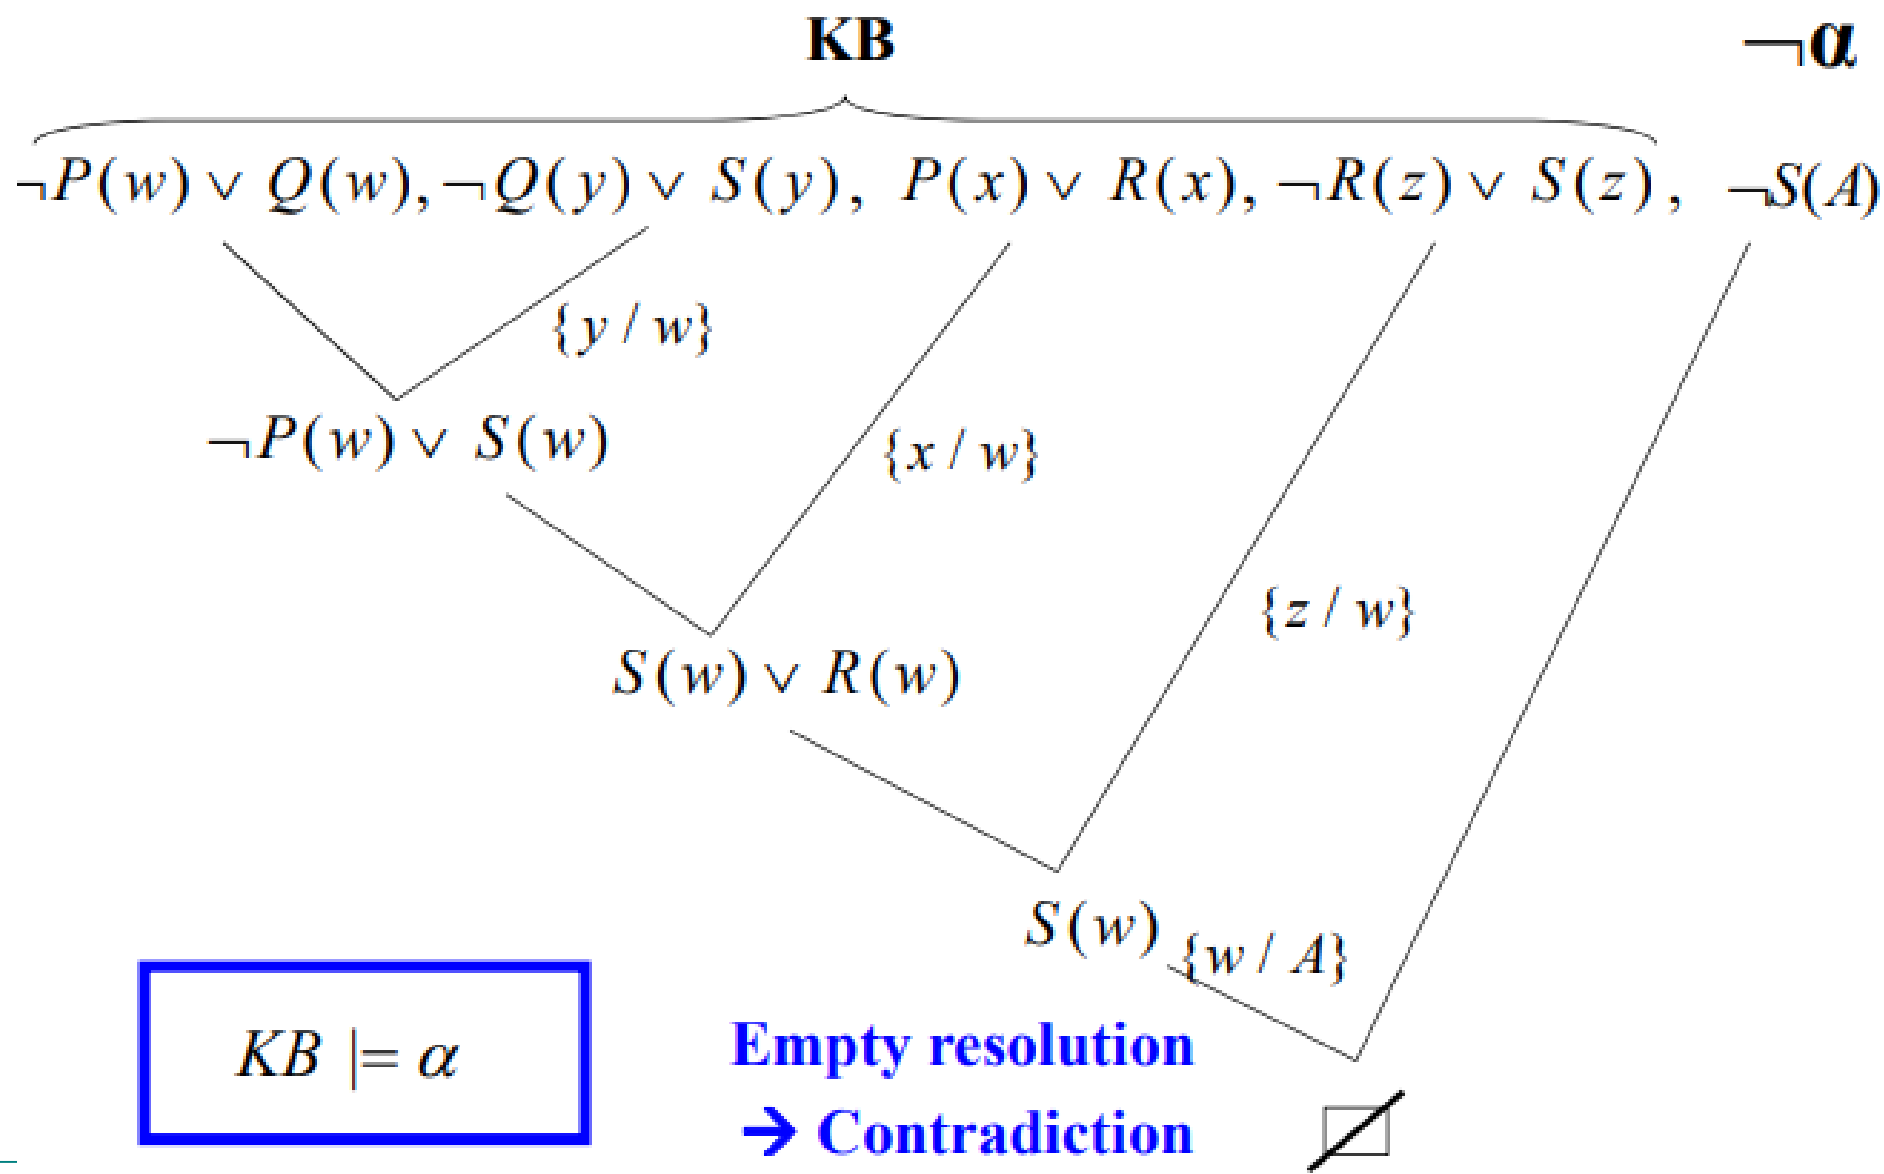 KB ¬α
¬P(w) ∨ Q(w), ¬Q(y) ∨ S(y), P(x) ∨ R(x), ¬R(z) ∨ S(z), ¬S(A)
{y / w}
¬P(w) ∨ S(w)
{x / w}
{z / w}
S(w) ∨ R(w)
S(w) {w / A}
KB |= α
Empty resolution
→ Contradiction